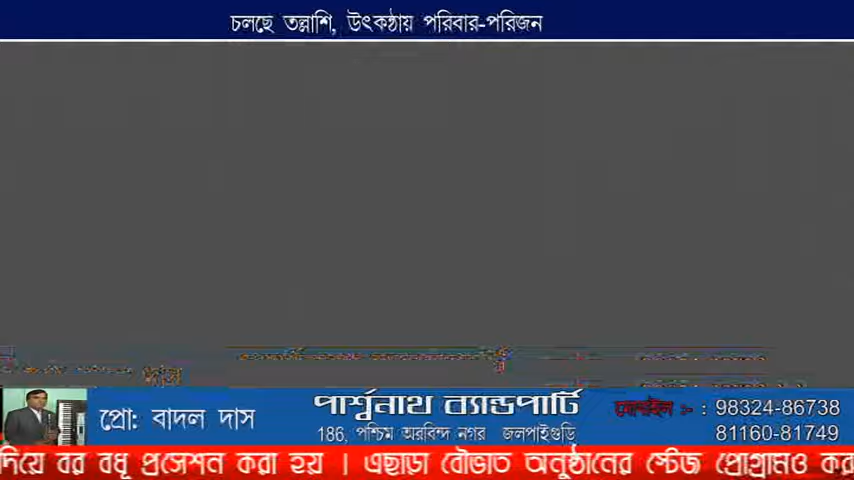 চলছে তল্লাশি, উৎকন্ঠায় পরিবার-পরিজন
প্রো: বাদল দাস
পার্শ্বনাথ ব্যান্ডপার্টি
186, পশ্চিম অরবিন্দ নগর জলপাইগুড়ি
মোবাইল :- : 98324-86738
81160-81749
দিয়ে বর বধূ প্রসেশন করা হয় । এছাড়া বৌভাত অনুষ্ঠানের স্টেজ প্রোগ্রামও কর